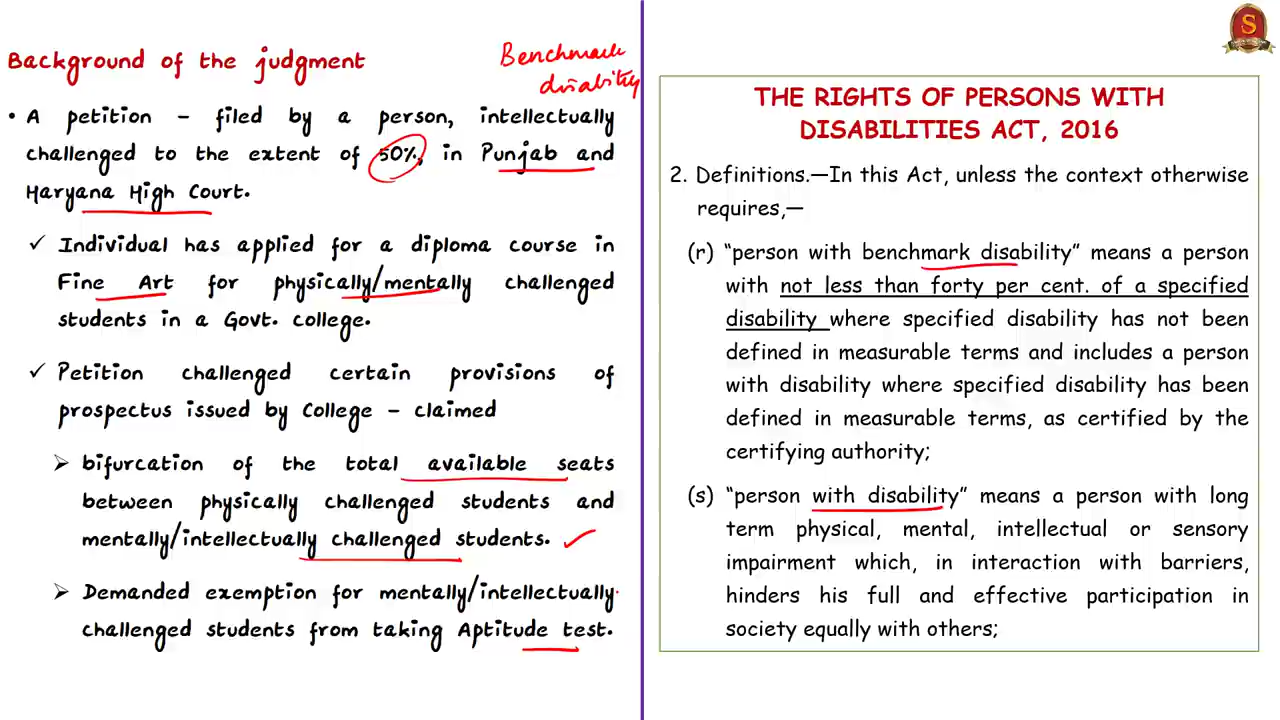 Background of the judgment
Benchmark
disability
• A petition – filed by a person, intellectually
challenged to the extent of 50%, in Punjab and
Haryana High Court.
✓ Individual has applied for a diploma course in
Fine Art for physically/mentally challenged
students in a Govt. college.
✓ Petition challenged certain provisions of
prospectus issued by College – claimed
➢ bifurcation of the total available seats
between physically challenged students and
mentally/intellectually challenged students.
➢ Demanded exemption for mentally/intellectually
challenged students from taking Aptitude test.
S
THE RIGHTS OF PERSONS WITH
DISABILITIES ACT, 2016
2. Definitions.—In this Act, unless the context otherwise
requires,—
(r) “person with benchmark disability” means a person
with not less than forty per cent. of a specified
disability where specified disability has not been
defined in measurable terms and includes a person
with disability where specified disability has been
defined in measurable terms, as certified by the
certifying authority;
(s) “person with disability” means a person with long
term physical, mental, intellectual or sensory
impairment which, in interaction with barriers,
hinders his full and effective participation in
society equally with others;